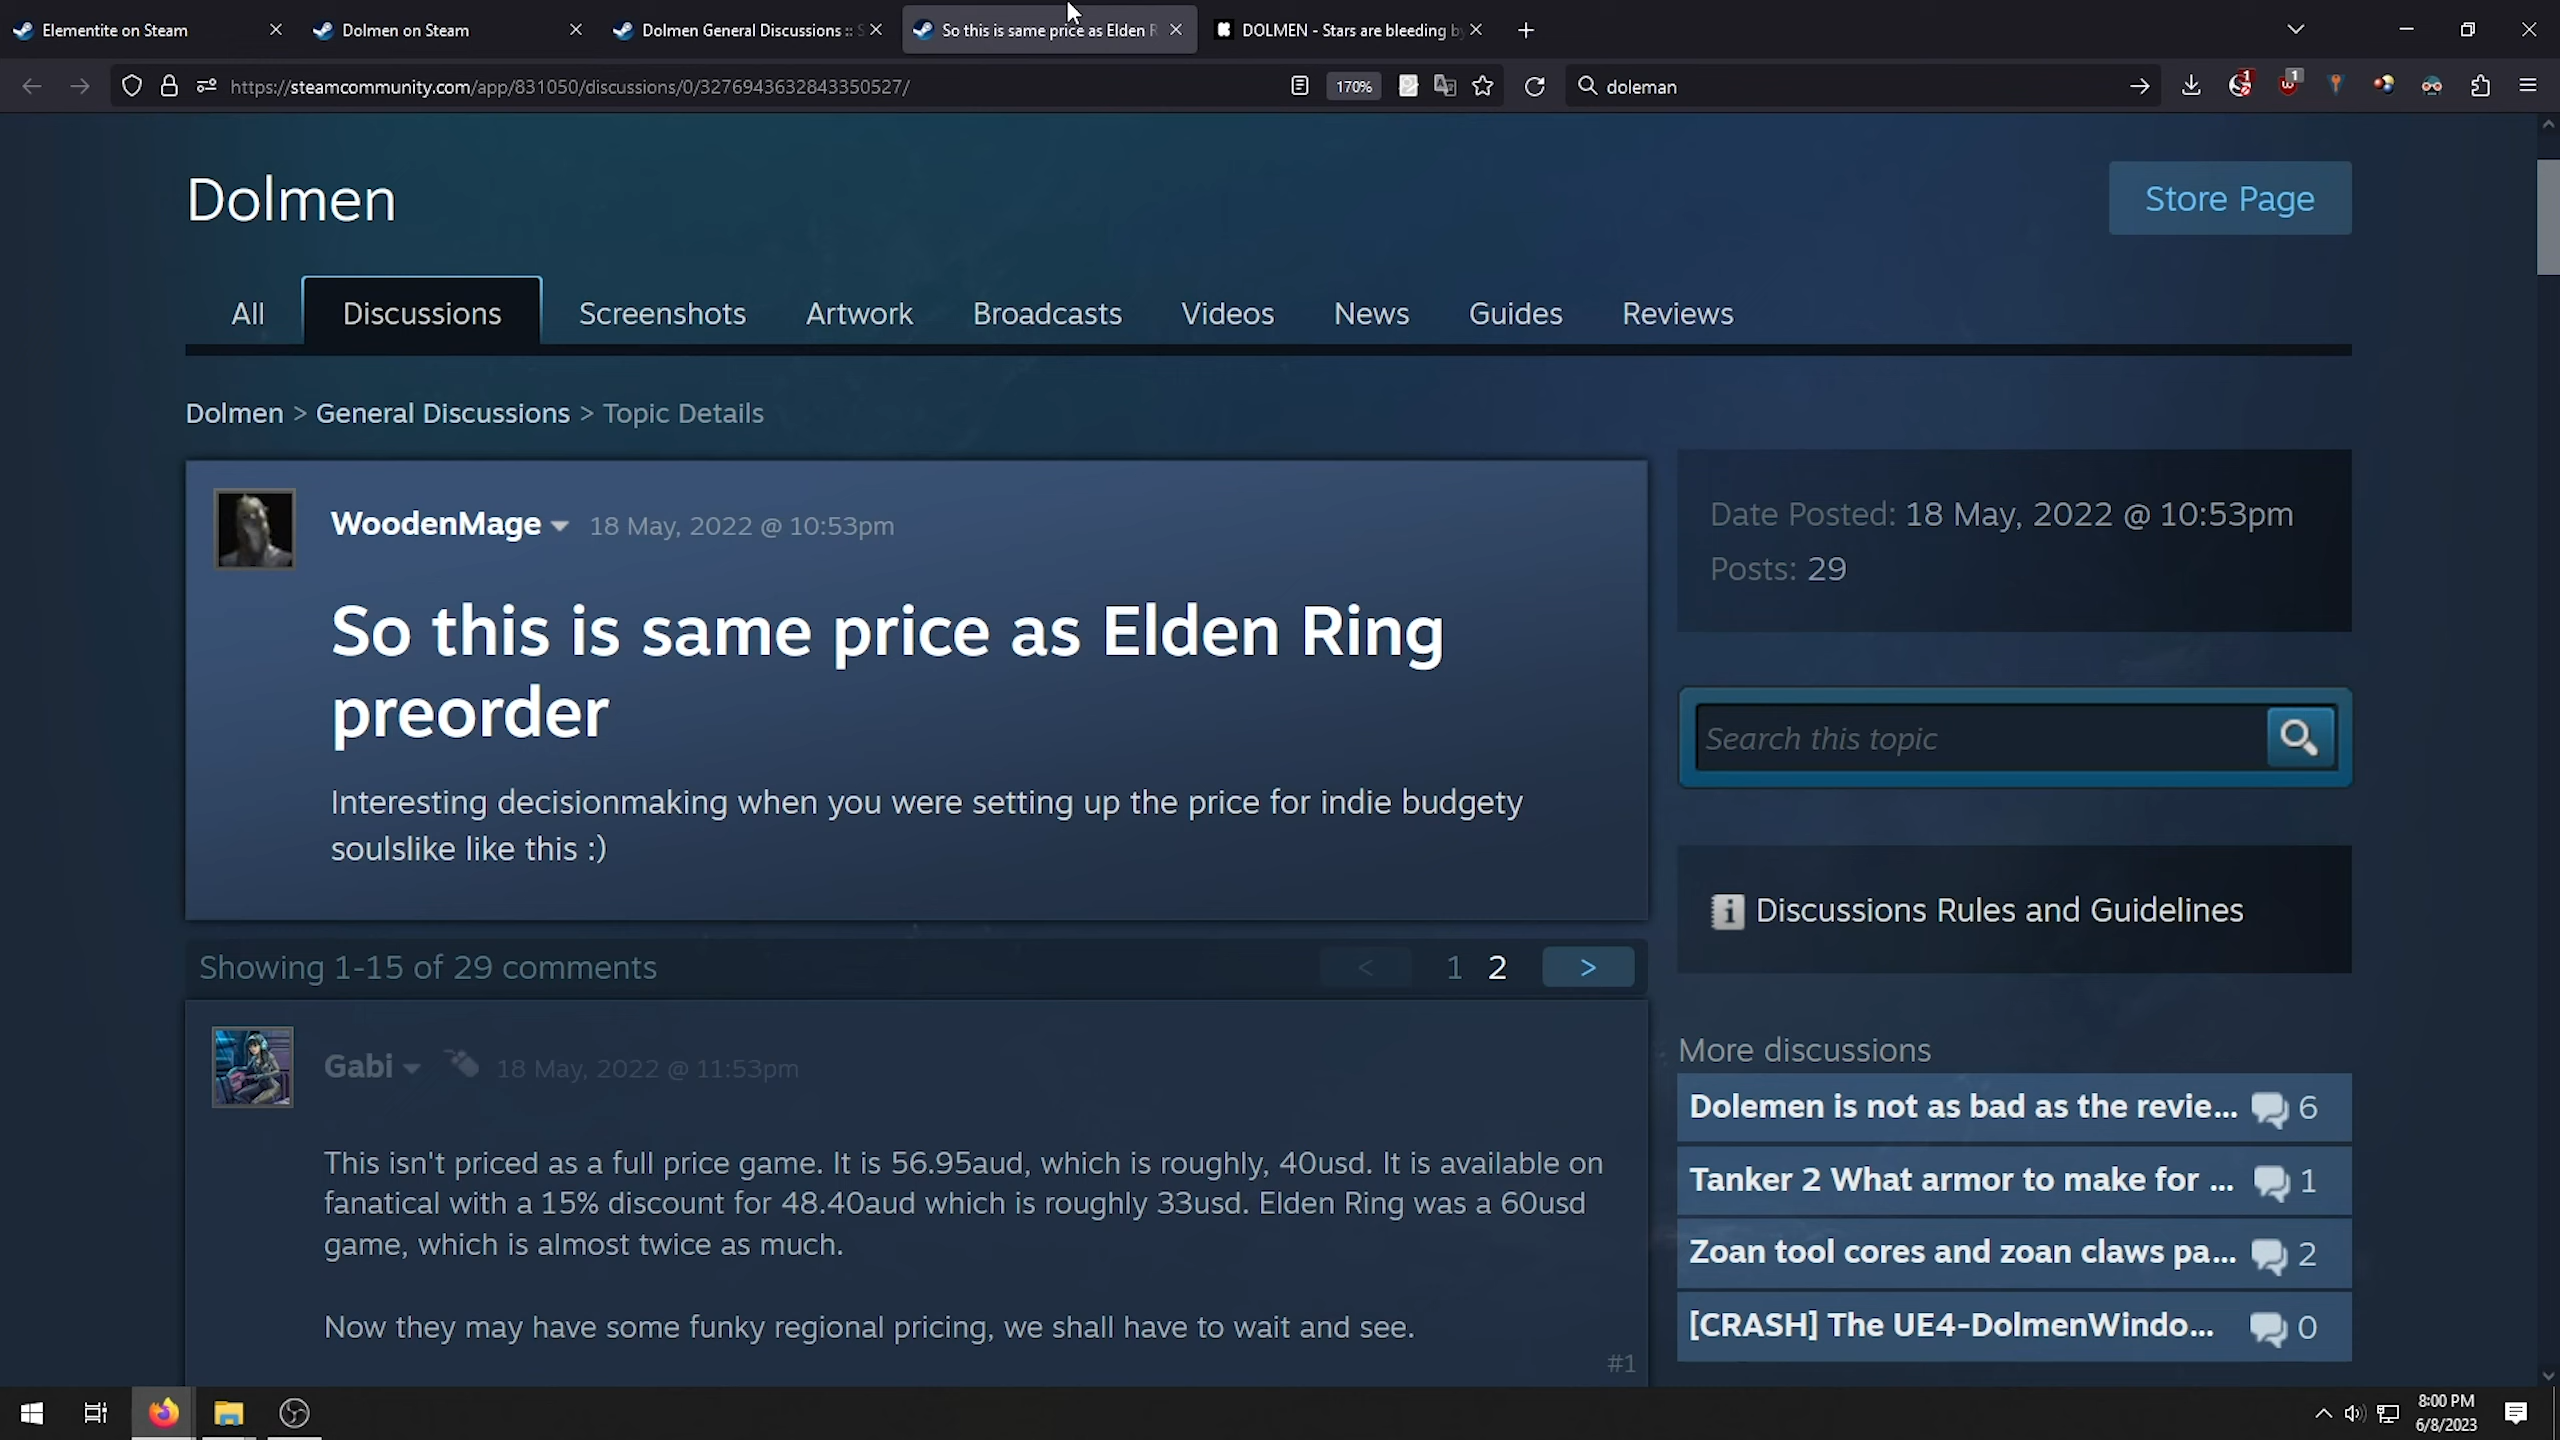 Elementite on Steam
Dolmen on Steam
Dolmen General Discussions :: S
So this is same price as Elden R
DOLMEN - Stars are bleeding by
https://steamcommunity.com/app/831050/discussions/0/3276943632843350527/
170%
doleman
1
1
Dolmen
Store Page
All
Discussions
Screenshots
Artwork
Broadcasts
Videos
News
Guides
Reviews
Dolmen > General Discussions > Topic Details
WoodenMage
18 May, 2022 @ 10:53pm
So this is same price as Elden Ring
preorder
Interesting decisionmaking when you were setting up the price for indie budgety
soulslike like this :)
Date Posted: 18 May, 2022 @ 10:53pm
Posts: 29
Search this topic
Discussions Rules and Guidelines
Showing 1-15 of 29 comments
< 1 2 >
Gabi
18 May, 2022 @ 11:53pm
This isn't priced as a full price game. It is 56.95aud, which is roughly, 40usd. It is available on
fanatical with a 15% discount for 48.40aud which is roughly 33usd. Elden Ring was a 60usd
game, which is almost twice as much.
Now they may have some funky regional pricing, we shall have to wait and see.
#1
More discussions
Dolemen is not as bad as the revie... 6
Tanker 2 What armor to make for ... 1
Zoan tool cores and zoan claws pa... 2
[CRASH] The UE4-DolmenWindo... 0
8:00 PM
6/8/2023